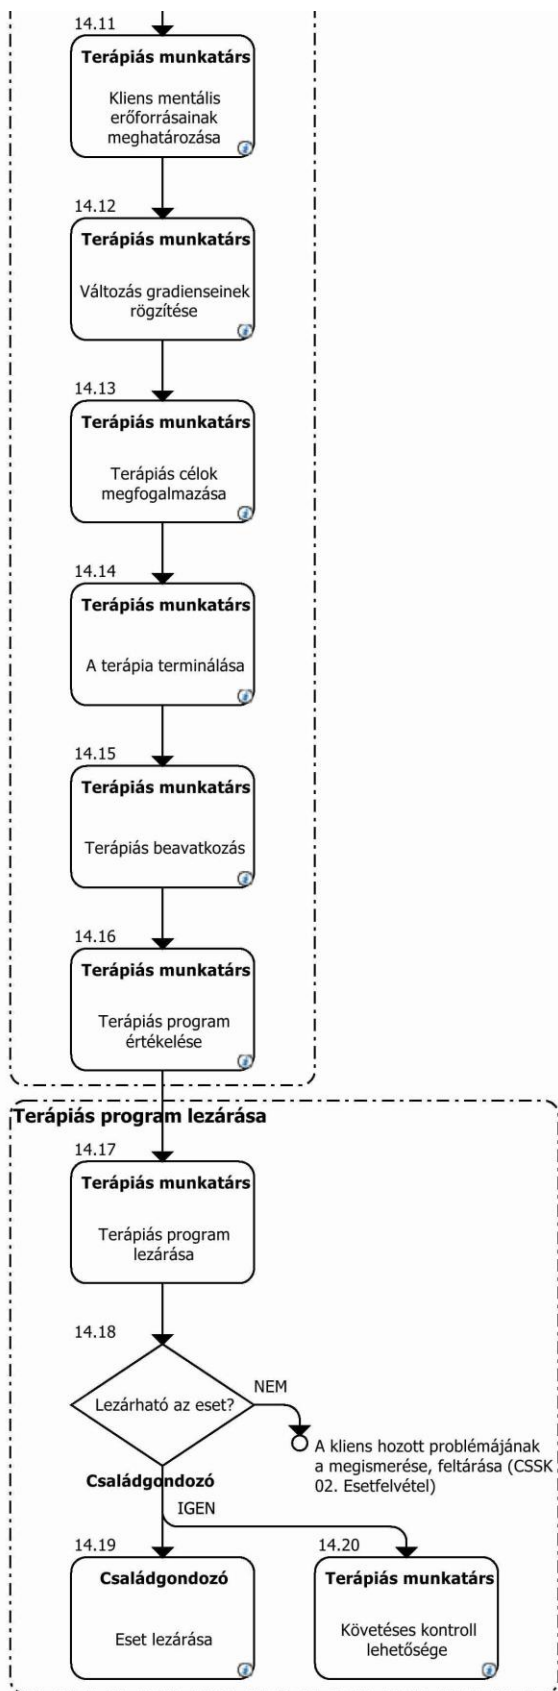 14.11
Terápiás munkatárs
Kliens mentális
erőforrásainak
meghatározása
14.12
Terápiás munkatárs
Változás gradienseinek
rögzítése
14.13
Terápiás munkatárs
Terápiás célok
megfogalmazása
14.14
Terápiás munkatárs
A terápia terminálása
14.15
Terápiás munkatárs
Terápiás beavatkozás
14.16
Terápiás munkatárs
Terápiás program
értékelése
Terápiás program lezárása
14.17
Terápiás munkatárs
Terápiás program
lezárása
14.18
Lezárható az eset?
NEM
A kliens hozott problémájának
a megismerése, feltárása (CSSK
02. Esetfelvétel)
Családgondozó
IGEN
14.19
Családgondozó
Eset lezárása
14.20
Terápiás munkatárs
Követéses kontroll
lehetősége